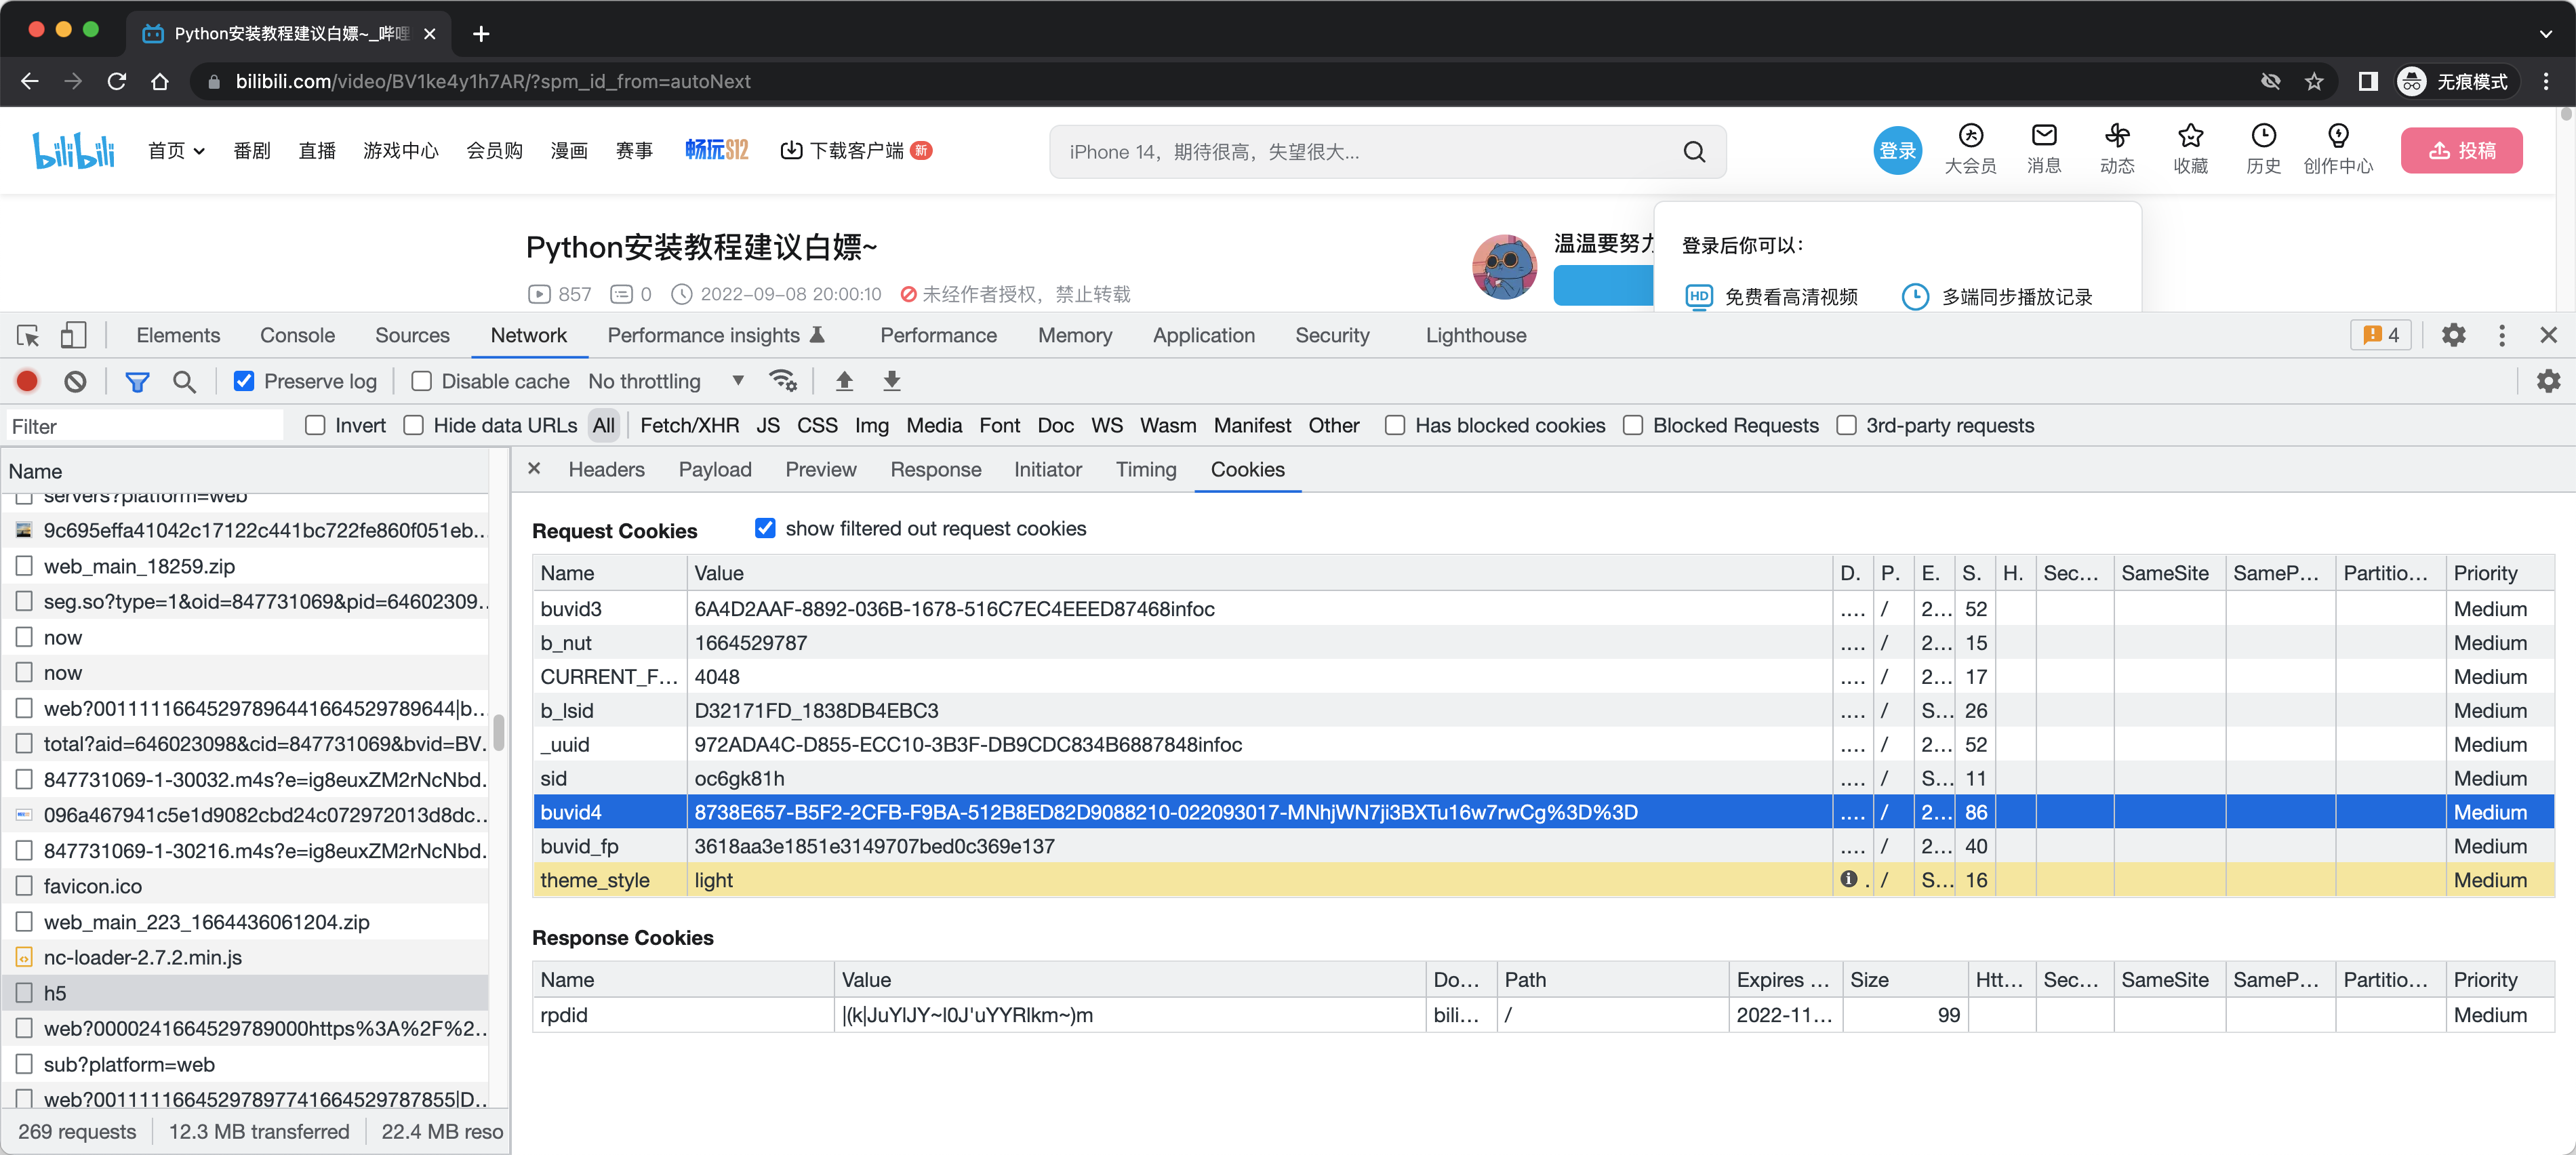 Python安装教程建议白嫖~_哔哩
bilibili.com/video/BV1ke4y1h7AR/?spm_id_from=autoNext
无痕模式
bilibili 首页 番剧 直播 游戏中心 会员购 漫画 赛事 畅玩S12 下载客户端 新
iPhone 14，期待很高，失望很大...
登录 大会员 消息 动态 收藏 历史 创作中心 投稿
Python安装教程建议白嫖~
857 0 2022-09-08 20:00:10 未经作者授权，禁止转载
温温要努力
登录后你可以：
HD 免费看高清视频 多端同步播放记录
Elements Console Sources Network Performance insights Performance Memory Application Security Lighthouse 4
Preserve log Disable cache No throttling
Filter Invert Hide data URLs All Fetch/XHR JS CSS Img Media Font Doc WS Wasm Manifest Other Has blocked cookies Blocked Requests 3rd-party requests
Name
servers?platform=web
9c695effa41042c17122c441bc722fe860f051eb...
web_main_18259.zip
seg.so?type=1&oid=847731069&pid=64602309...
now
now
web?0011111664529789644166452978964​4|b...
total?aid=646023098&cid=847731069&bvid=BV.
847731069-1-30032.m4s?e=ig8euxZM2rNcNbd.
096a467941c5e1d9082cbd24c072972013d8dc...
847731069-1-30216.m4s?e=ig8euxZM2rNcNbd.
favicon.ico
web_main_223_1664436061204.zip
nc-loader-2.7.2.min.js
h5
web?0000241664529789000https%3A%2F%2...
sub?platform=web
web?001111166452978977​41664529787855|D...
269 requests 12.3 MB transferred 22.4 MB reso
Headers Payload Preview Response Initiator Timing Cookies
Request Cookies show filtered out request cookies
Name Value D. P. E. S. H. Sec... SameSite SameP... Partitio... Priority
buvid3 6A4D2AAF-8892-036B-1678-516C7EC4EEED87468infoc .... / 2... 52 Medium
b_nut 1664529787 .... / 2... 15 Medium
CURRENT_F... 4048 .... / 2... 17 Medium
b_lsid D32171FD_1838DB4EBC3 .... / S... 26 Medium
_uuid 972ADA4C-D855-ECC10-3B3F-DB9CDC834B6887848infoc .... / 2... 52 Medium
sid oc6gk81h .... / S... 11 Medium
buvid4 8738E657-B5F2-2CFB-F9BA-512B8ED82D9088210-022093017-MNhjWN7ji3BXTu16w7rwCg%3D%3D .... / 2... 86 Medium
buvid_fp 3618aa3e1851e3149707bed0c369e137 .... / 2... 40 Medium
theme_style light . / S... 16 Medium
Response Cookies
Name Value Do... Path Expires ... Size Htt... Sec... SameSite SameP... Partitio... Priority
rpdid |(k|JuYlJY~l0J'uYYRlkm~)m bili... / 2022-11... 99 Medium